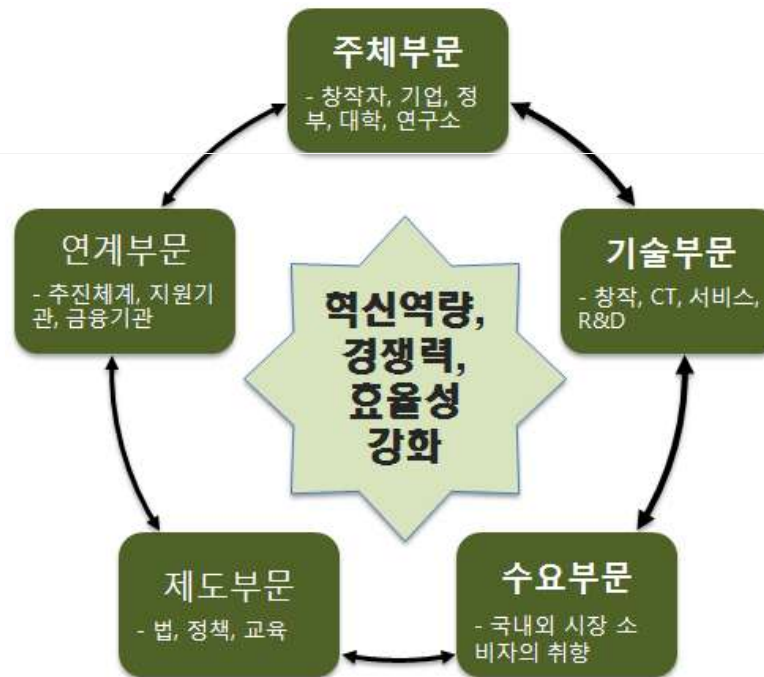 주체부문
- 창작자, 기업, 정
부, 대학, 연구소
연계부문
- 추진체계, 지원기
관, 금융기관
기술부문
- 창작, CT, 서비스,
R&D
혁신역량,
경쟁력,
효율성
강화
제도부문
- 법, 정책, 교육
수요부문
- 국내외 시장 소
비자의 취향